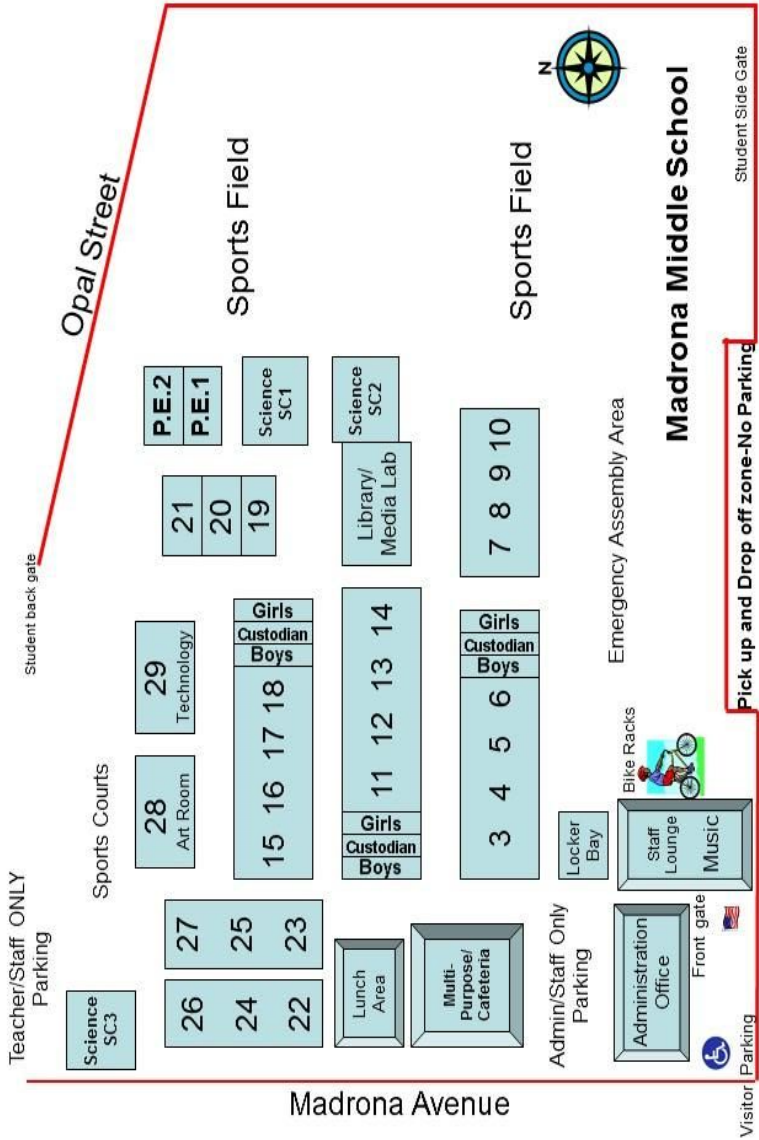 Opal Street
Sports Field
Sports Field
N
Madrona Middle School
Student Side Gate
Student back gate
P.E.2
P.E.1
Science
SC1
Science
SC2
Library/
Media Lab
21
20
19
7 8 9 10
Emergency Assembly Area
Pick up and Drop off zone-No Parking
29
Technology
28
Art Room
Sports Courts
15 16 17 18
Boys
Custodian
Girls
Boys
Custodian
Girls
11 12 13 14
3 4 5 6
Boys
Custodian
Girls
Bike Racks
Locker
Bay
Staff
Lounge
Music
Teacher/Staff ONLY
Parking
Science
SC3
27
25
23
26
24
22
Lunch
Area
Multi-
Purpose/
Cafeteria
Admin/Staff Only
Parking
Administration
Office
Front gate
Visitor Parking
Madrona Avenue